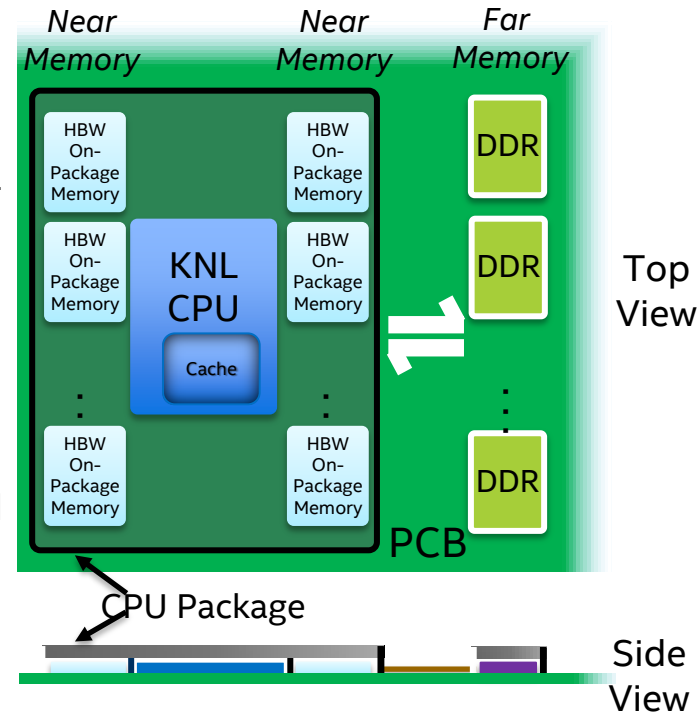 Near
Memory
Near
Memory
Far
Memory
HBW
On-
Package
Memory
HBW
On-
Package
Memory
DDR
HBW
On-
Package
Memory
KNL
CPU
Cache
HBW
On-
Package
Memory
DDR
Top
View
HBW
On-
Package
Memory
HBW
On-
Package
Memory
DDR
PCB
CPU Package
Side
View